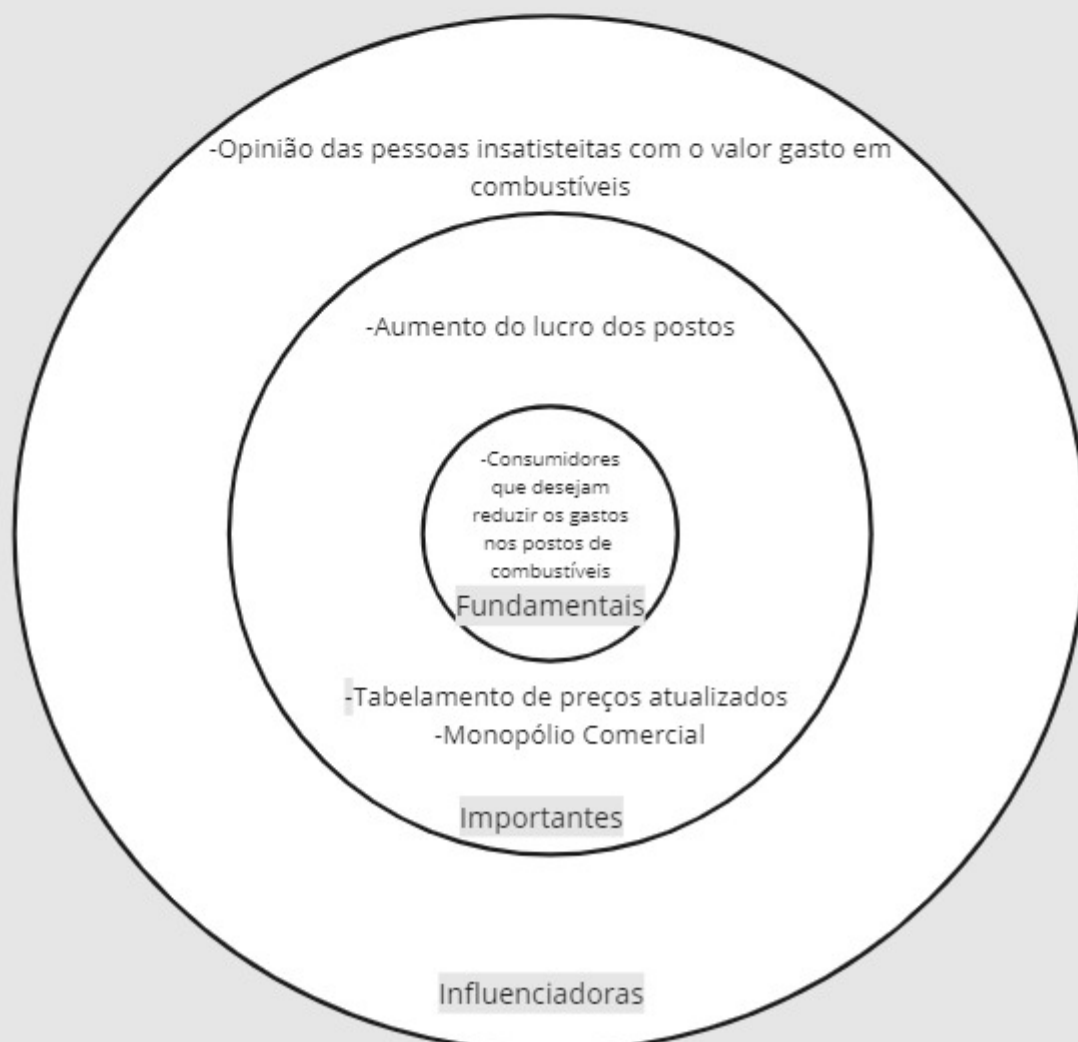 -Opinião das pessoas insatisteitas com o valor gasto em
combustíveis
-Aumento do lucro dos postos
-Consumidores
que desejam
reduzir os gastos
nos postos de
combustíveis
Fundamentais
-Tabelamento de preços atualizados
-Monopólio Comercial
Importantes
Influenciadoras